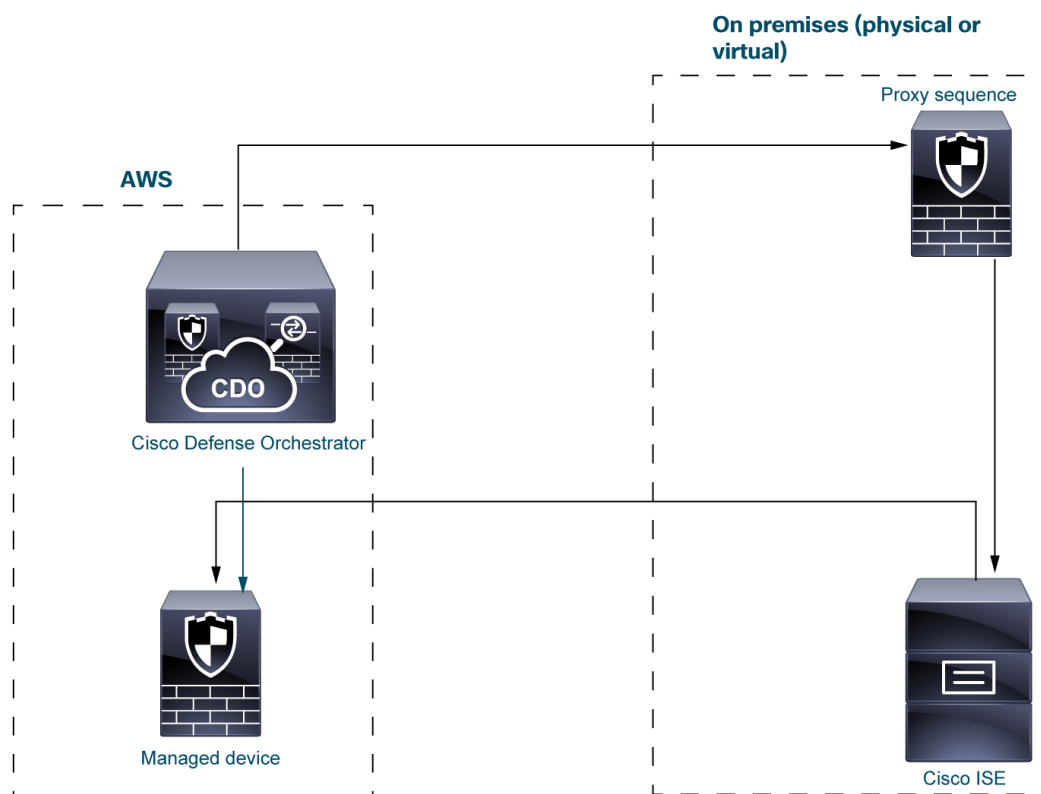 On premises (physical or
virtual)
Proxy sequence
AWS
CDO
Cisco Defense Orchestrator
Managed device
Cisco ISE